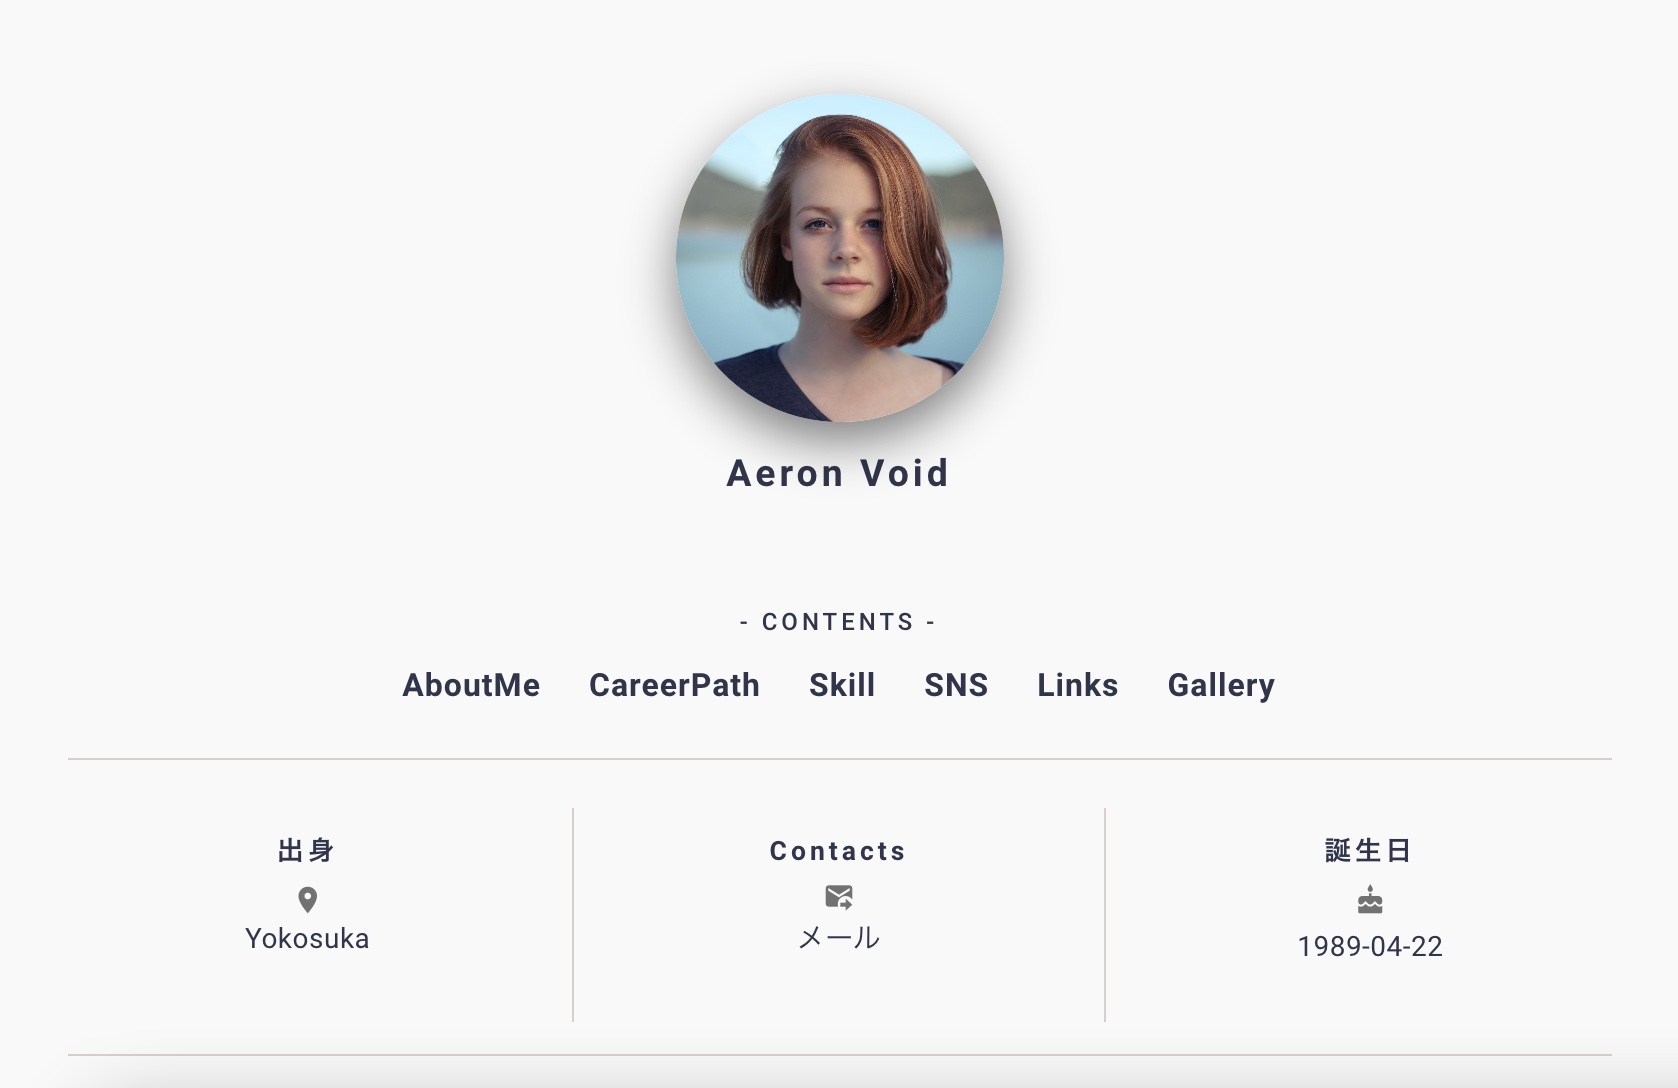 Aeron Void
- CONTENTS -
AboutMe CareerPath Skill SNS Links Gallery
出身
Yokosuka
Contacts
メール
誕生日
1989-04-22